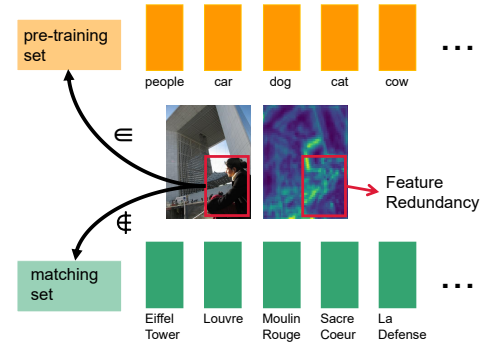 pre-training
set
people car dog cat cow ...
∈
Feature
Redundancy
∉
matching
set
Eiffel
Tower
Louvre
Moulin
Rouge
Sacre
Coeur
La
Defense
...